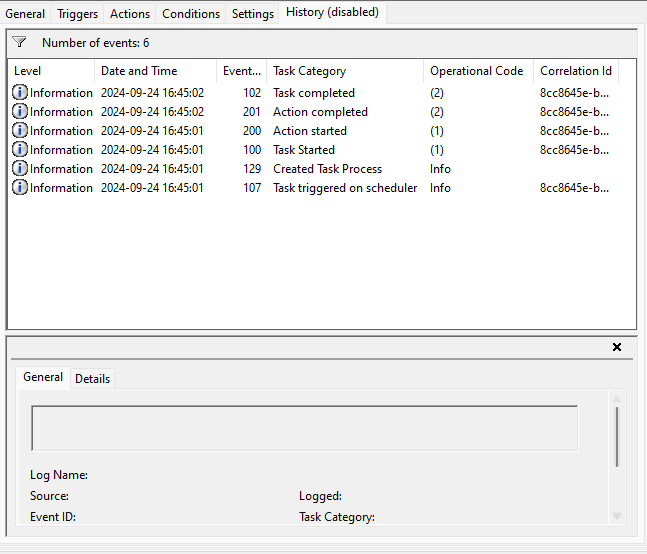 General Triggers Actions Conditions Settings History (disabled)
Number of events: 6
Level Date and Time Event... Task Category Operational Code Correlation Id
Information 2024-09-24 16:45:02 102 Task completed (2) 8cc8645e-b...
Information 2024-09-24 16:45:02 201 Action completed (2) 8cc8645e-b...
Information 2024-09-24 16:45:01 200 Action started (1) 8cc8645e-b...
Information 2024-09-24 16:45:01 100 Task Started (1) 8cc8645e-b...
Information 2024-09-24 16:45:01 129 Created Task Process Info
Information 2024-09-24 16:45:01 107 Task triggered on scheduler Info 8cc8645e-b...
General Details
Log Name:
Source: Logged:
Event ID: Task Category: